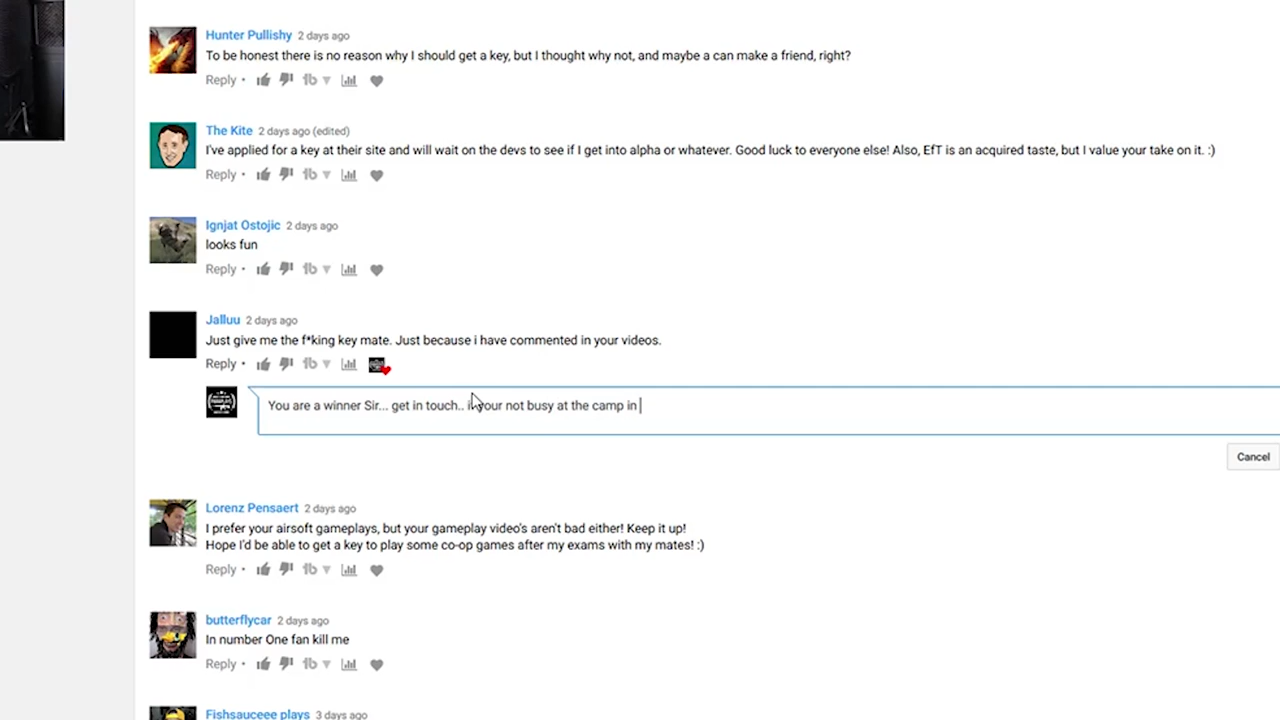 Hunter Pullishy 2 days ago
To be honest there is no reason why I should get a key, but I thought why not, and maybe a can make a friend, right?
Reply
The Kite 2 days ago (edited)
I've applied for a key at their site and will wait on the devs to see if I get into alpha or whatever. Good luck to everyone else! Also, EfT is an acquired taste, but I value your take on it. :)
Reply
Ignjat Ostojic 2 days ago
looks fun
Reply
Jalluu 2 days ago
Just give me the f*king key mate. Just because i have commented in your videos.
Reply
You are a winner Sir... get in touch.. your not busy at the camp in
Cancel
Lorenz Pensaert 2 days ago
I prefer your airsoft gameplays, but your gameplay video's aren't bad either! Keep it up!
Hope I'd be able to get a key to play some co-op games after my exams with my mates! :)
Reply
butterflycar 2 days ago
In number One fan kill me
Reply
Fishsauceee plays 3 days ago